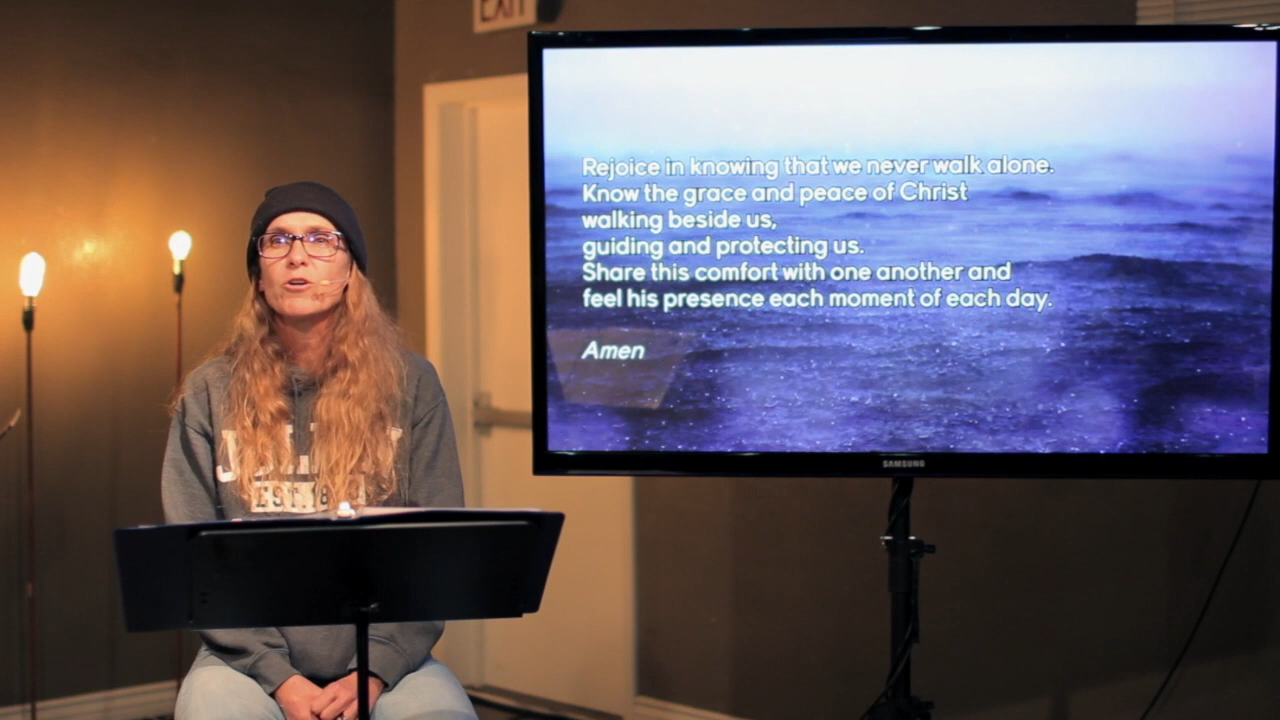 EXIT
Rejoice in knowing that we never walk alone.
Know the grace and peace of Christ
walking beside us,
guiding and protecting us.
Share this comfort with one another and
feel his presence each moment of each day.
Amen
SAMSUNG
EST. 18